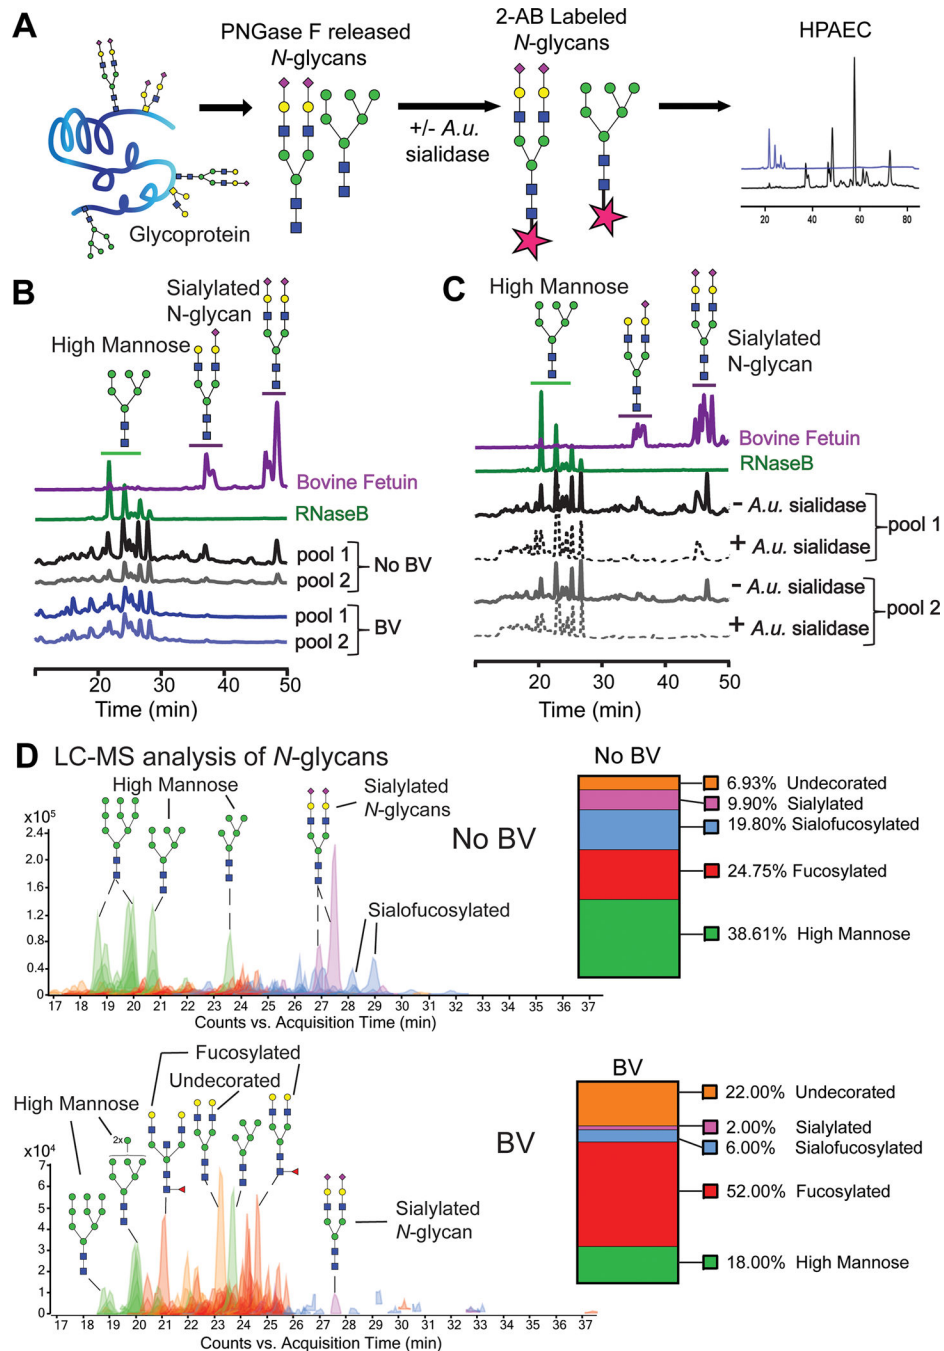 A
PNGase F released
N-glycans
2-AB Labeled
N-glycans
HPAEC
+/- A.u.
sialidase
Glycoprotein
20 40 60 80
B
Sialylated
N-glycan
High Mannose
Bovine Fetuin
RNaseB
pool 1
pool 2
No BV
pool 1
pool 2
BV
20 30 40 50
Time (min)
C
High Mannose
Sialylated
N-glycan
Bovine Fetuin
RNaseB
- A.u. sialidase
+ A.u. sialidase
pool 1
- A.u. sialidase
+ A.u. sialidase
pool 2
20 30 40 50
Time (min)
D LC-MS analysis of N-glycans
High Mannose
Sialylated
N-glycans
No BV
Sialofucosylated
x10⁵
2.4
2.0
1.6
1.2
0.8
0.4
0
17 18 19 20 21 22 23 24 25 26 27 28 29 30 31 32 33 34 35 36 37
Counts vs. Acquisition Time (min)
No BV
6.93% Undecorated
9.90% Sialylated
19.80% Sialofucosylated
24.75% Fucosylated
38.61% High Mannose
Fucosylated
Undecorated
High Mannose
2x
BV
Sialylated
N-glycan
x10⁴
7
6
5
4
3
2
1
0
17 18 19 20 21 22 23 24 25 26 27 28 29 30 31 32 33 34 35 36 37
Counts vs. Acquisition Time (min)
BV
22.00% Undecorated
2.00% Sialylated
6.00% Sialofucosylated
52.00% Fucosylated
18.00% High Mannose